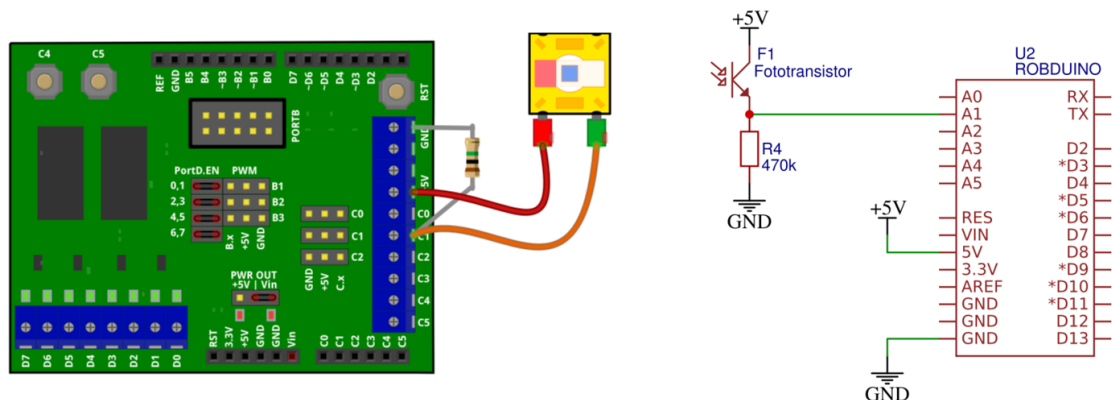 C4
C5
REF
GND
B5
B4
~B3
~B2
~B1
B0
D7
~D6
~D5
D4
~D3
D2
RST
PORTB
GND
5V
C0
C1
C2
C3
C4
C5
PortD.EN
PWM
0,1
2,3
4,5
6,7
B1
B2
B3
B.x
+5V
GND
C0
C1
C2
GND
+5V
C.x
PWR OUT
+5V | Vin
RST
3.3V
+5V
GND
GND
Vin
C0
C1
C2
C3
C4
C5
D7
D6
D5
D4
D3
D2
D1
D0
+5V
F1
Fototransistor
R4
470k
GND
+5V
GND
U2
ROBDUINO
A0
A1
A2
A3
A4
A5
RES
VIN
5V
3.3V
AREF
GND
GND
GND
RX
TX
D2
*D3
D4
*D5
*D6
D7
D8
*D9
*D10
*D11
D12
D13